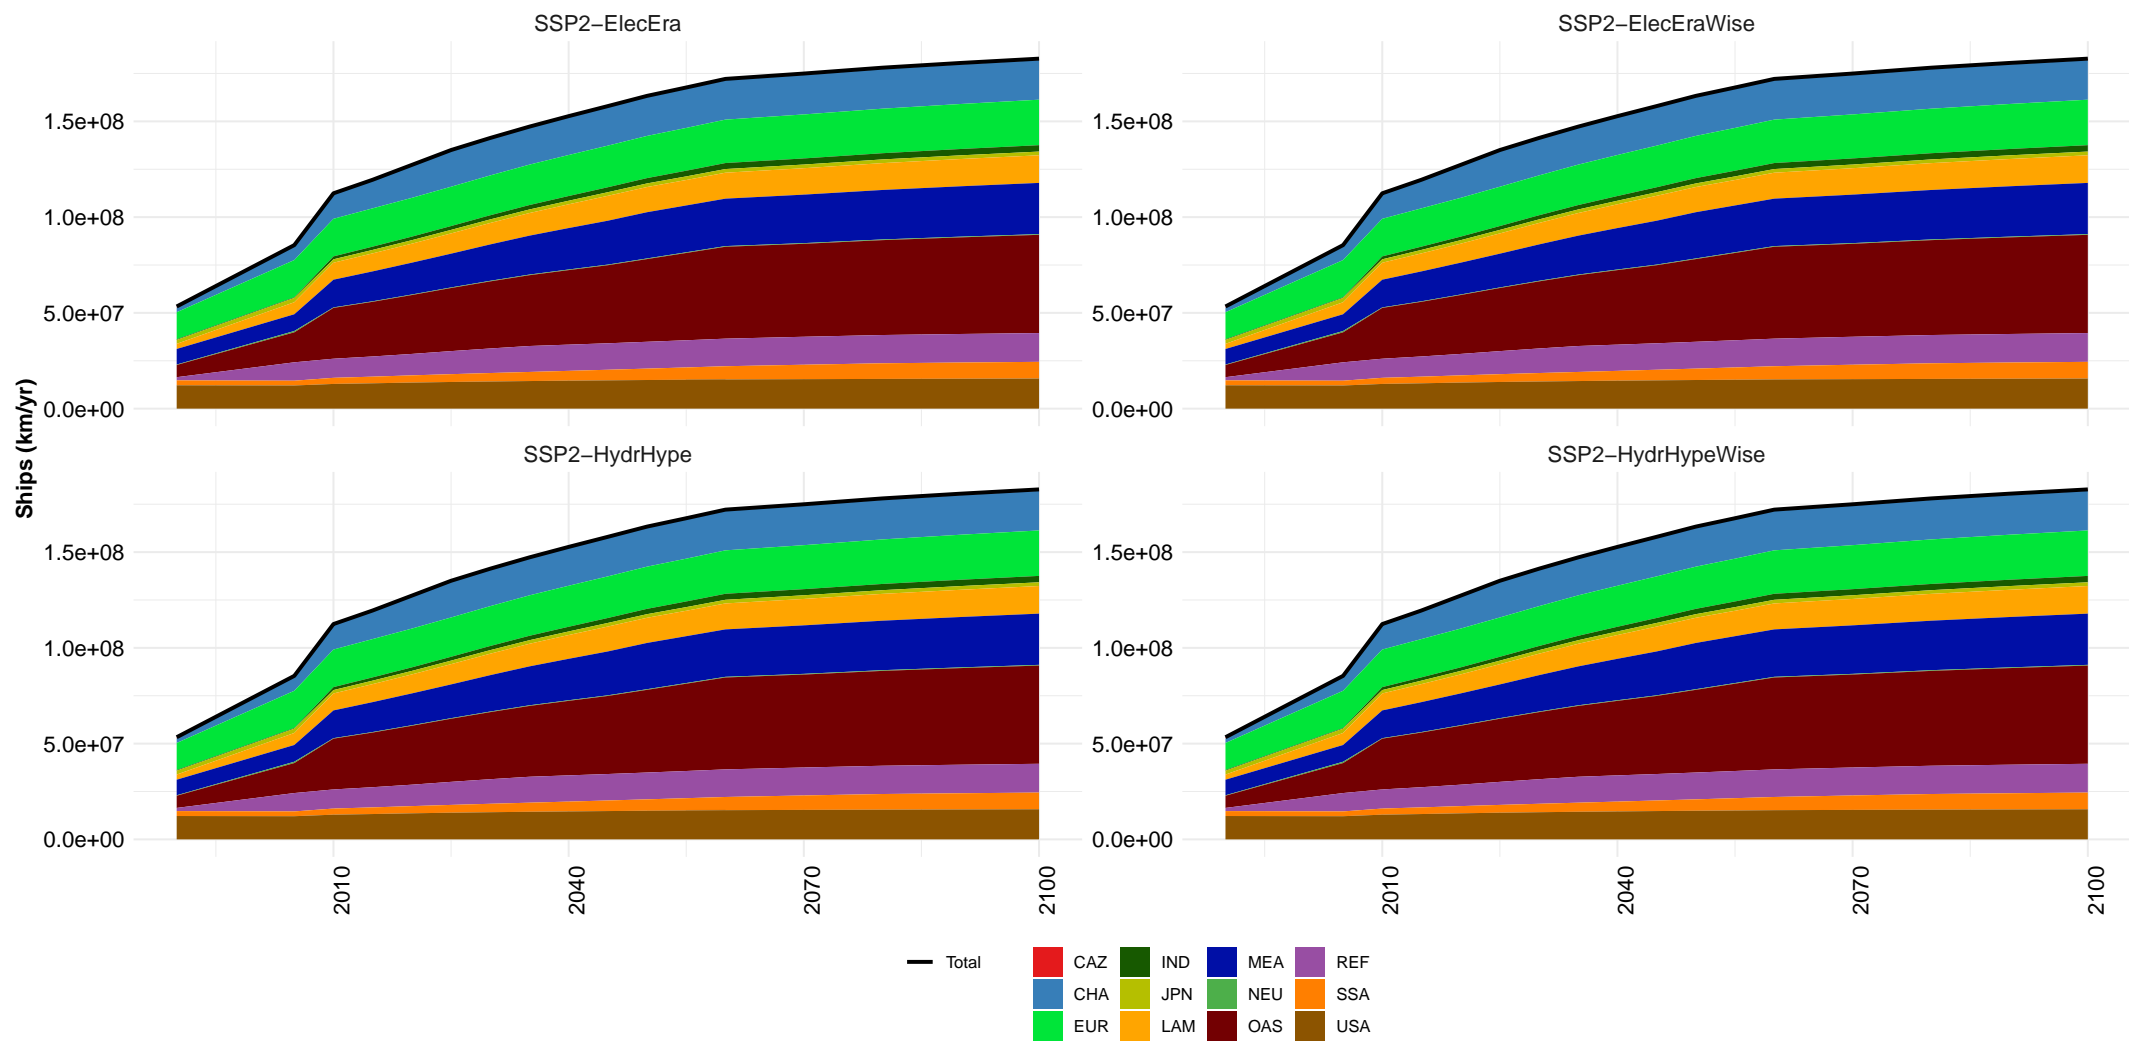 SSP2−ElecEra
SSP2−ElecEraWise
1.5e+08
1.0e+08
5.0e+07
0.0e+00
1.5e+08
1.0e+08
5.0e+07
0.0e+00
Ships (km/yr)
SSP2−HydrHype
SSP2−HydrHypeWise
1.5e+08
1.0e+08
5.0e+07
0.0e+00
1.5e+08
1.0e+08
5.0e+07
0.0e+00
2010
2040
2070
2100
2010
2040
2070
2100
Total
CAZ
IND
MEA
REF
CHA
JPN
NEU
SSA
EUR
LAM
OAS
USA